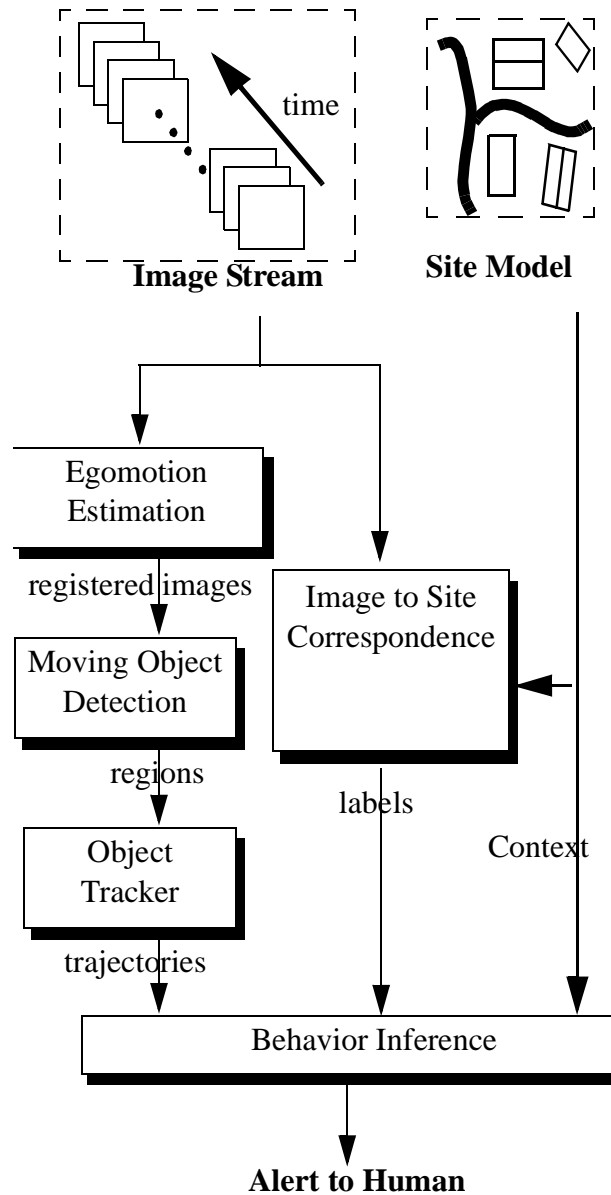 time
Image Stream
Site Model
Egomotion
Estimation
registered images
Image to Site
Correspondence
Moving Object
Detection
regions
labels
Object
Tracker
Context
trajectories
Behavior Inference
Alert to Human